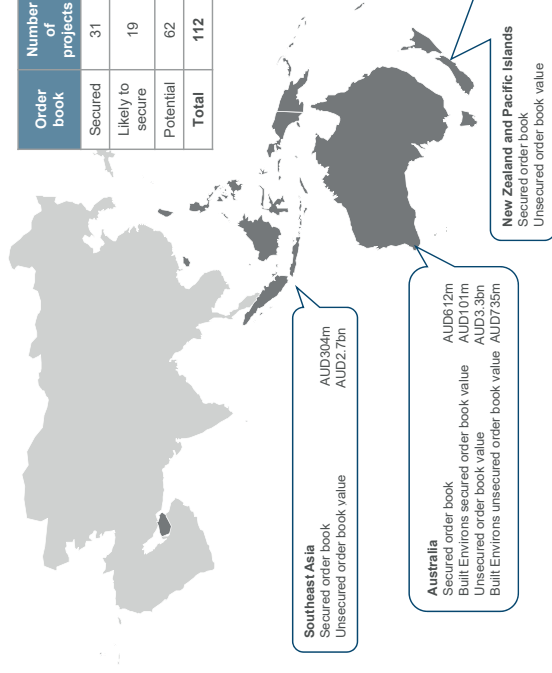 Order book Number of projects
Secured 31
Likely to secure 19
Potential 62
Total 112
Southeast Asia
Secured order book AUD304m
Unsecured order book value AUD2.7bn
Australia
Secured order book AUD612m
Built Environs secured order book value AUD101m
Unsecured order book value AUD3.3bn
Built Environs unsecured order book value AUD735m
New Zealand and Pacific Islands
Secured order book
Unsecured order book value